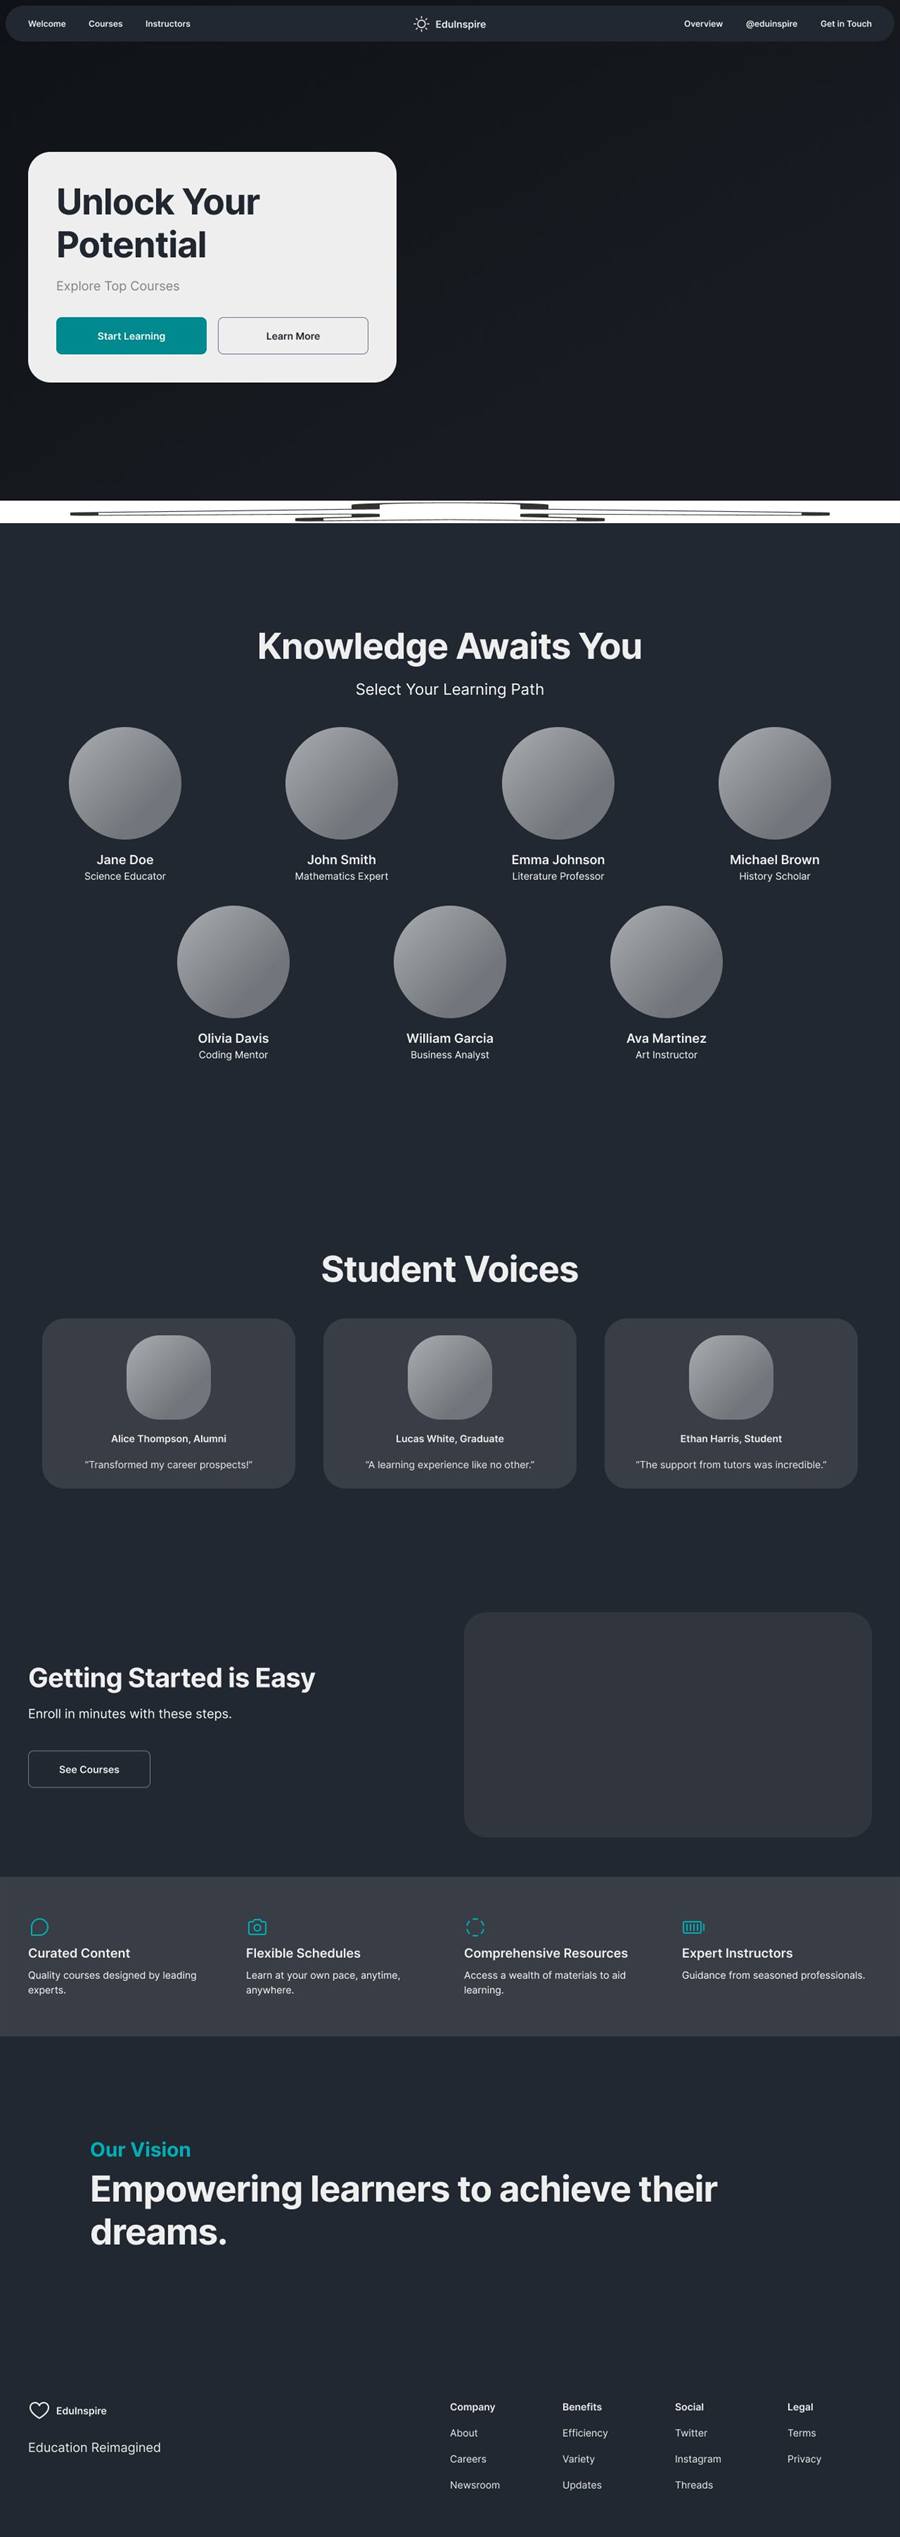 Welcome
Courses
Instructors
EduInspire
Overview
@eduinspire
Get in Touch
Unlock Your
Potential
Explore Top Courses
Start Learning
Learn More
Knowledge Awaits You
Select Your Learning Path
Jane Doe
Science Educator
John Smith
Mathematics Expert
Emma Johnson
Literature Professor
Michael Brown
History Scholar
Olivia Davis
Coding Mentor
William Garcia
Business Analyst
Ava Martinez
Art Instructor
Student Voices
Alice Thompson, Alumni
“Transformed my career prospects!”
Lucas White, Graduate
“A learning experience like no other.”
Ethan Harris, Student
“The support from tutors was incredible.”
Getting Started is Easy
Enroll in minutes with these steps.
See Courses
Curated Content
Quality courses designed by leading
experts.
Flexible Schedules
Learn at your own pace, anytime,
anywhere.
Comprehensive Resources
Access a wealth of materials to aid
learning.
Expert Instructors
Guidance from seasoned professionals.
Our Vision
Empowering learners to achieve their
dreams.
EduInspire
Education Reimagined
Company
About
Careers
Newsroom
Benefits
Efficiency
Variety
Updates
Social
Twitter
Instagram
Threads
Legal
Terms
Privacy